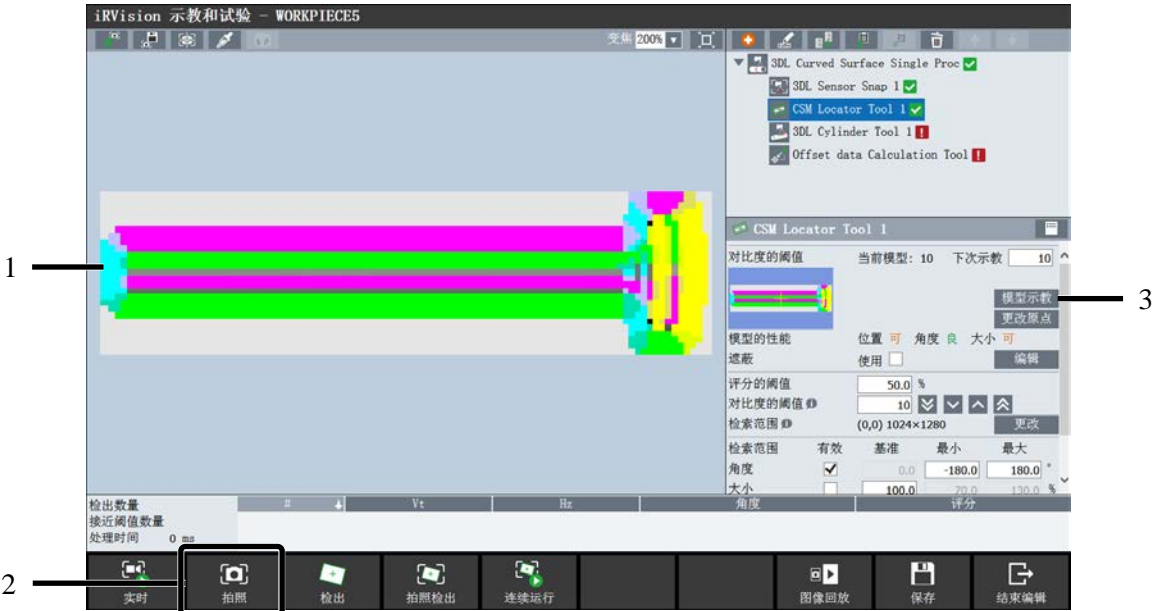 iRVision 示教和试验 - WORKPIECE5
变焦 200%
3DL Curved Surface Single Proc
3DL Sensor Snap 1
CSM Locator Tool 1
3DL Cylinder Tool 1
Offset data Calculation Tool
1
CSM Locator Tool 1
对比度的阈值 当前模型: 10 下次示教 10
模型示教
3
更改原点
模型的性能 位置 可 角度 良 大小 可
遮蔽 使用 编辑
评分的阈值 50.0 %
对比度的阈值 10
检索范围 (0,0) 1024×1280 更改
检索范围 有效 基准 最小 最大
角度 0.0 -180.0 180.0 °
大小 100.0 70.0 130.0 %
检出数量 # Vt Hz 角度 评分
接近阈值数量
处理时间 0 ms
2
实时 拍照 检出 拍照检出 连续运行 图像回放 保存 结束编辑